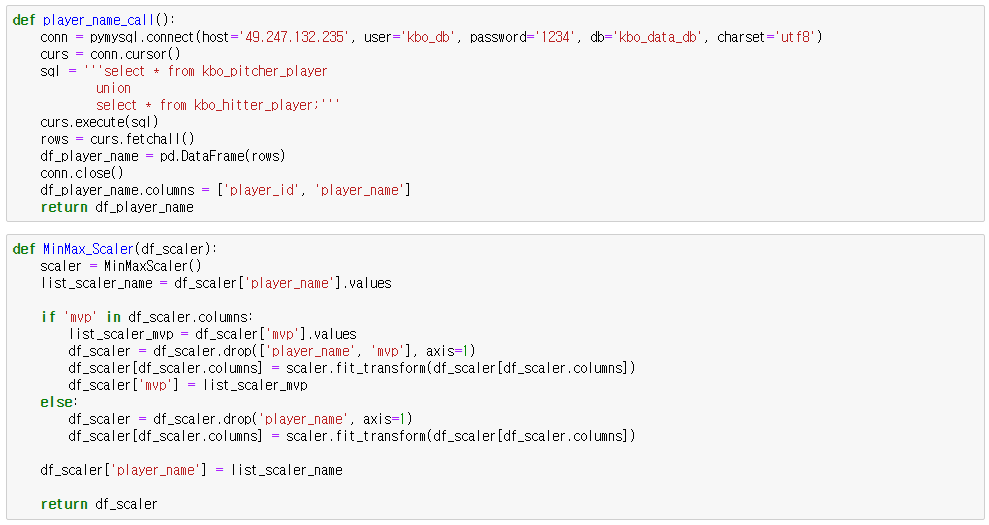 def player_name_call():
    conn = pymysql.connect(host='49.247.132.235', user='kbo_db', password='1234', db='kbo_data_db', charset='utf8')
    curs = conn.cursor()
    sql = '''select * from kbo_pitcher_player
            union
            select * from kbo_hitter_player;'''
    curs.execute(sql)
    rows = curs.fetchall()
    df_player_name = pd.DataFrame(rows)
    conn.close()
    df_player_name.columns = ['player_id', 'player_name']
    return df_player_name

def MinMax_Scaler(df_scaler):
    scaler = MinMaxScaler()
    list_scaler_name = df_scaler['player_name'].values

    if 'mvp' in df_scaler.columns:
        list_scaler_mvp = df_scaler['mvp'].values
        df_scaler = df_scaler.drop(['player_name', 'mvp'], axis=1)
        df_scaler[df_scaler.columns] = scaler.fit_transform(df_scaler[df_scaler.columns])
        df_scaler['mvp'] = list_scaler_mvp
    else:
        df_scaler = df_scaler.drop('player_name', axis=1)
        df_scaler[df_scaler.columns] = scaler.fit_transform(df_scaler[df_scaler.columns])

    df_scaler['player_name'] = list_scaler_name

    return df_scaler